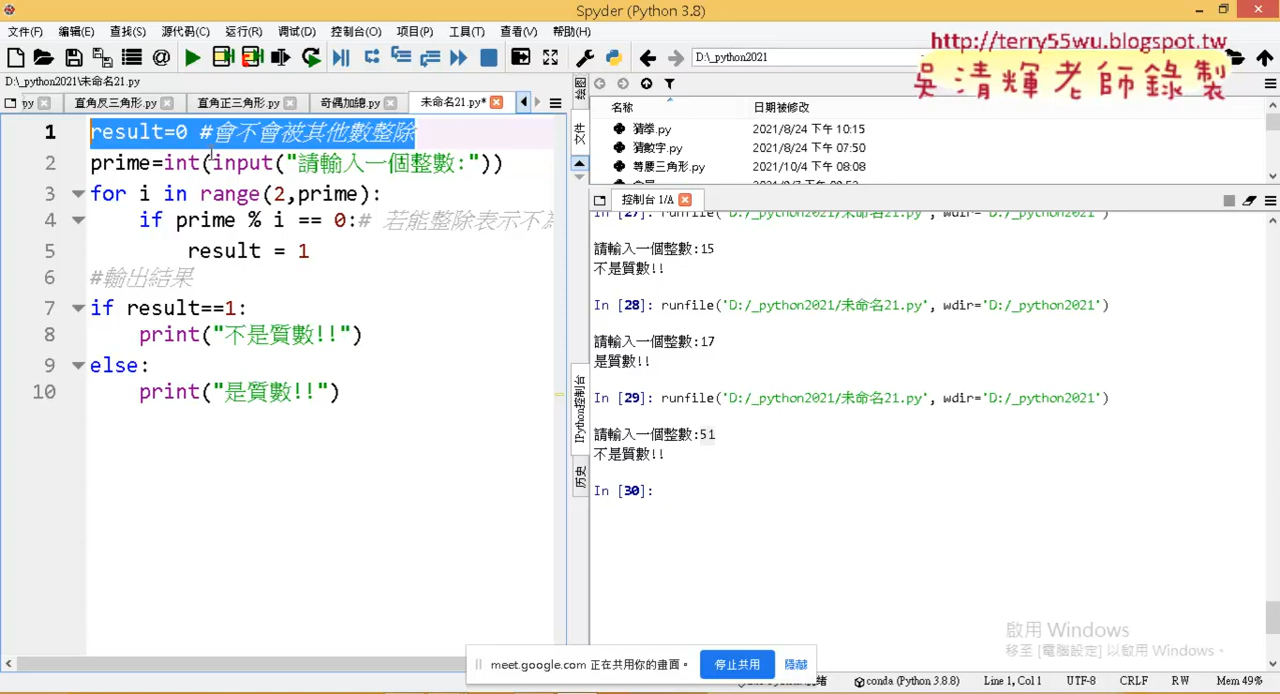 Spyder (Python 3.8)
文件(F) 编辑(E) 查找(S) 源代码(C) 运行(R) 调试(D) 控制台(O) 项目(P) 工具(T) 查看(V) 帮助(H)
D:\_python2021
http://terry55wu.blogspot.tw
吳清輝老師錄製
D:\_python2021\未命名21.py
py 直角反三角形.py 直角正三角形.py 奇偶加總.py 未命名21.py*
1 result=0 #會不會被其他數整除
2 prime=int(input("請輸入一個整數:"))
3 for i in range(2,prime):
4 if prime % i == 0:# 若能整除表示不為
5 result = 1
6 #輸出結果
7 if result==1:
8 print("不是質數!!")
9 else:
10 print("是質數!!")
名稱 日期被修改
猜拳.py 2021/8/24 下午 10:15
猜數字.py 2021/8/24 下午 07:50
等腰三角形.py 2021/10/4 下午 08:08
文件
控制台 1/A
In [27]: runfile('D:/_python2021/未命名21.py', wdir='D:/_python2021')
請輸入一個整數:15
不是質數!!
In [28]: runfile('D:/_python2021/未命名21.py', wdir='D:/_python2021')
請輸入一個整數:17
是質數!!
In [29]: runfile('D:/_python2021/未命名21.py', wdir='D:/_python2021')
請輸入一個整數:51
不是質數!!
In [30]:
IPython控制台
历史
啟用 Windows
移至 [電腦設定] 以啟用 Windows。
meet.google.com 正在共用你的畫面。 停止共用 隱藏
conda (Python 3.8.8) Line 1, Col 1 UTF-8 CRLF RW Mem 49%